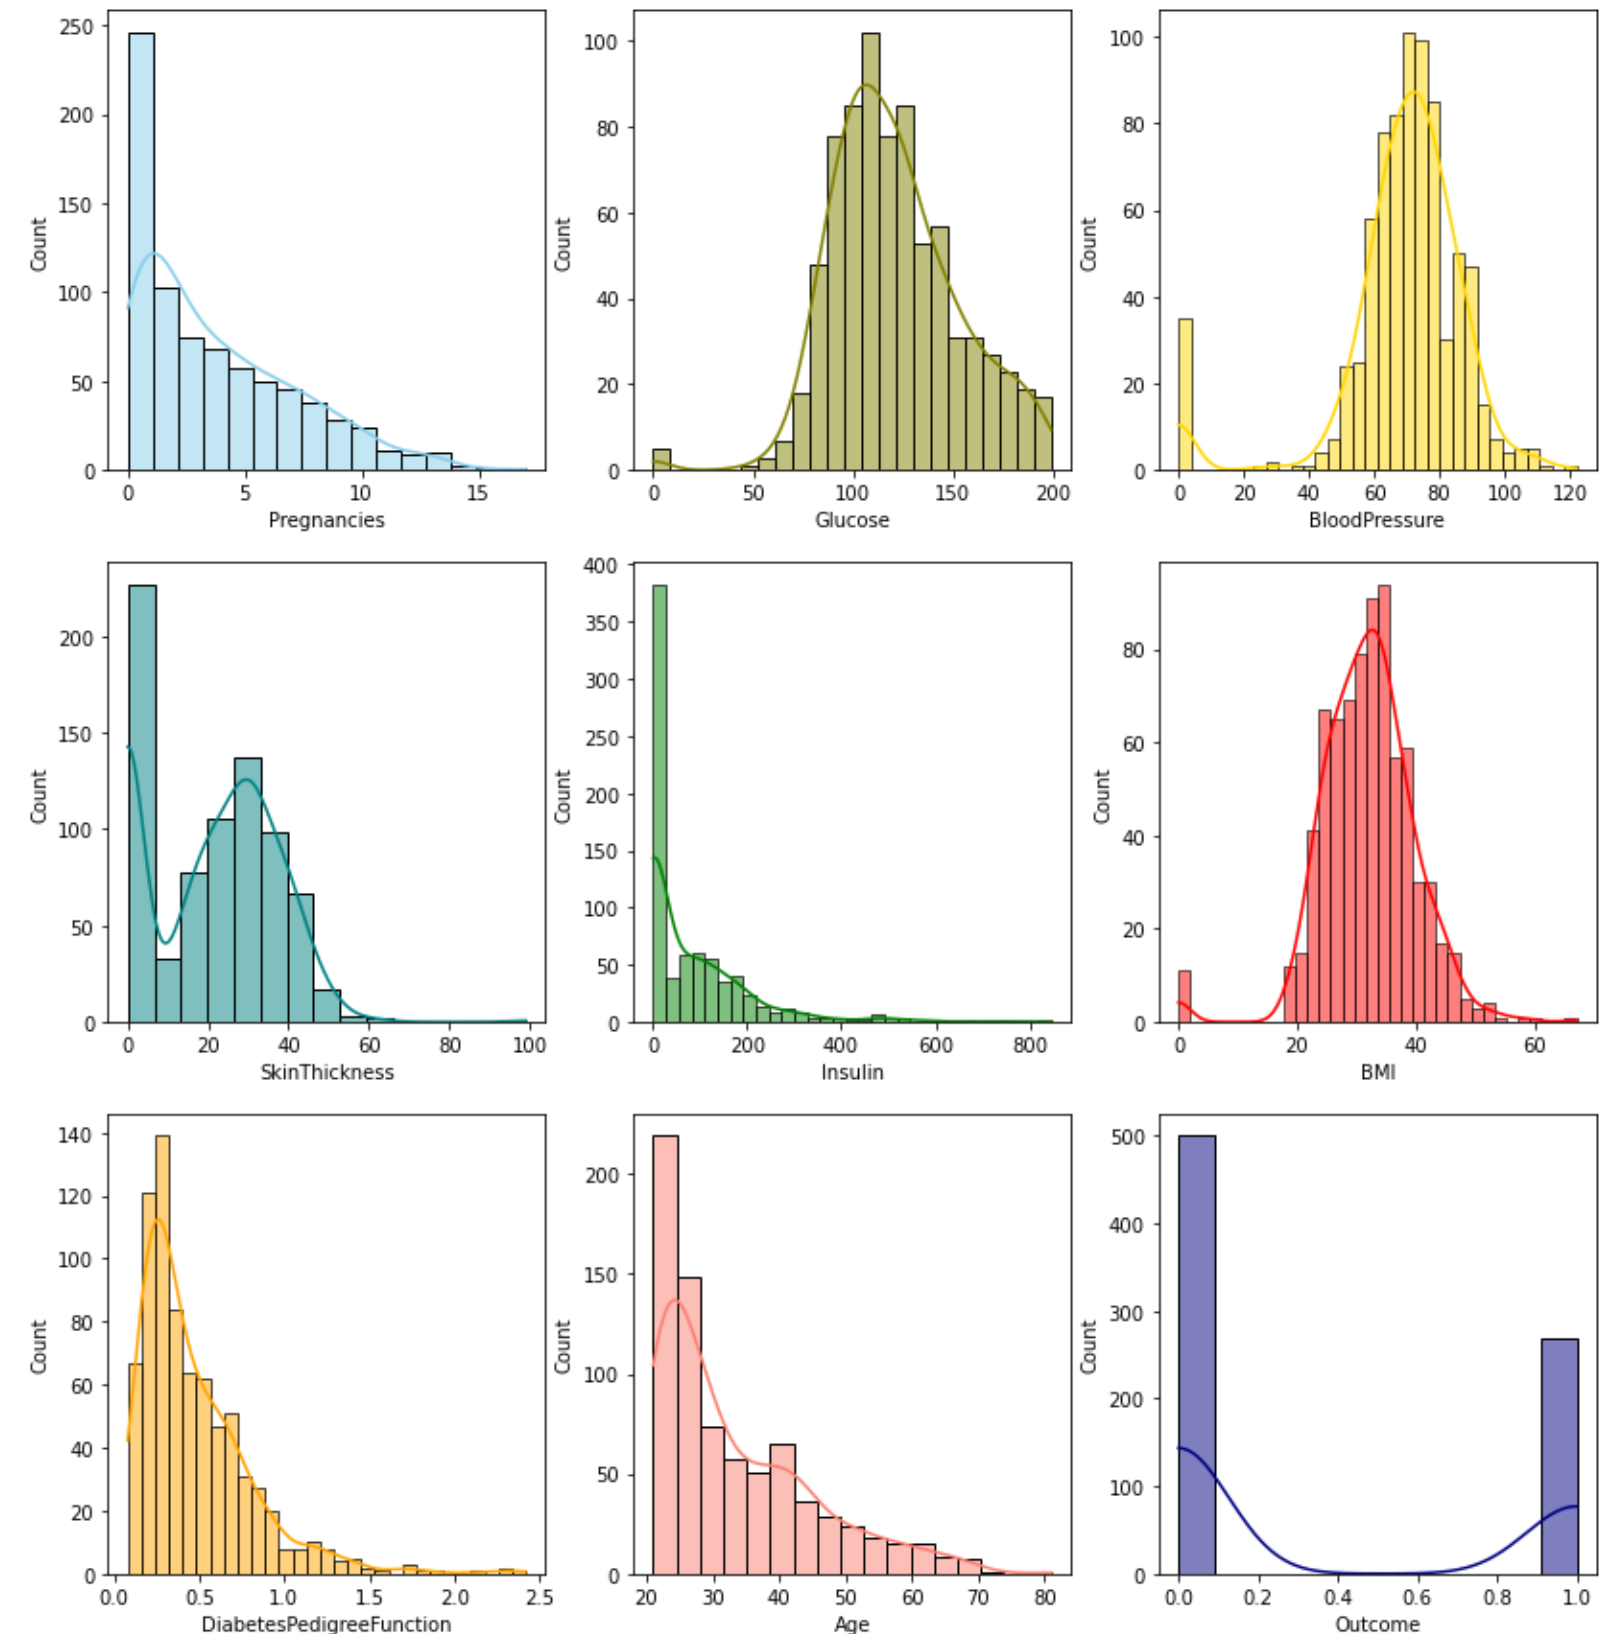 250
200
150
100
50
0
Count
0 5 10 15
Pregnancies
100
80
60
40
20
0
Count
0 50 100 150 200
Glucose
100
80
60
40
20
0
Count
0 20 40 60 80 100 120
BloodPressure
200
150
100
50
0
Count
0 20 40 60 80 100
SkinThickness
400
350
300
250
200
150
100
50
0
Count
0 200 400 600 800
Insulin
80
60
40
20
0
Count
0 20 40 60
BMI
140
120
100
80
60
40
20
0
Count
0.0 0.5 1.0 1.5 2.0 2.5
DiabetesPedigreeFunction
200
150
100
50
0
Count
20 30 40 50 60 70 80
Age
500
400
300
200
100
0
Count
0.0 0.2 0.4 0.6 0.8 1.0
Outcome